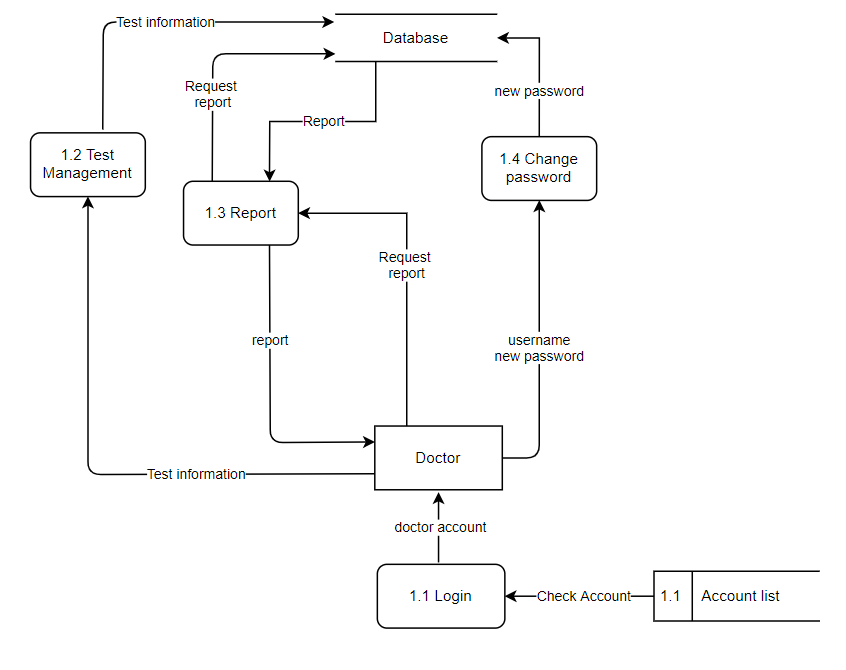 Test information
Database
Request
report
new password
Report
1.2 Test
Management
1.4 Change
password
1.3 Report
Request
report
report
username
new password
Doctor
Test information
doctor account
1.1 Login
Check Account
1.1
Account list